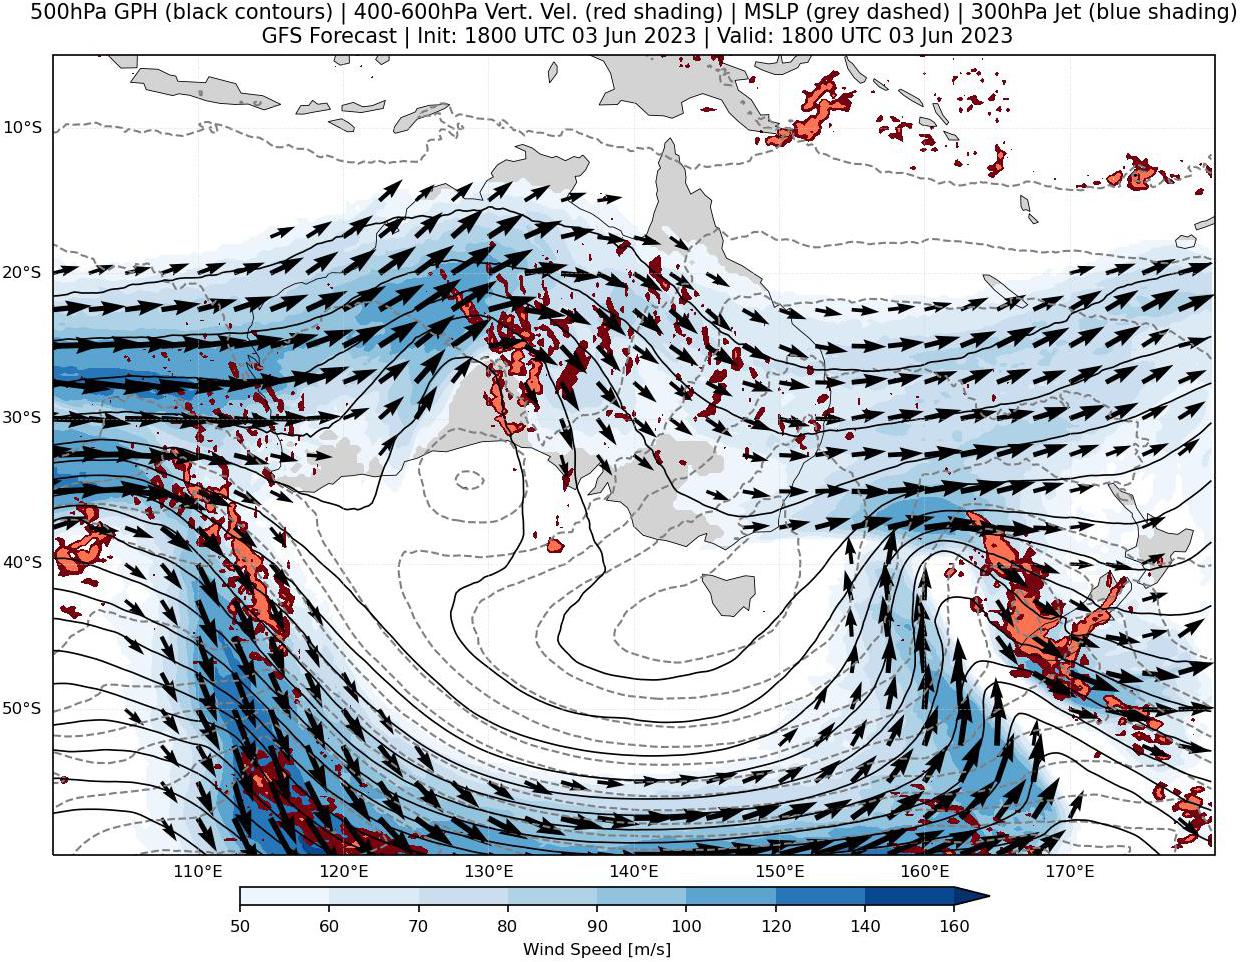 500hPa GPH (black contours) | 400-600hPa Vert. Vel. (red shading) | MSLP (grey dashed) | 300hPa Jet (blue shading)
GFS Forecast | Init: 1800 UTC 03 Jun 2023 | Valid: 1800 UTC 03 Jun 2023
10°S
20°S
30°S
40°S
50°S
110°E 120°E 130°E 140°E 150°E 160°E 170°E
50 60 70 80 90 100 120 140 160
Wind Speed [m/s]